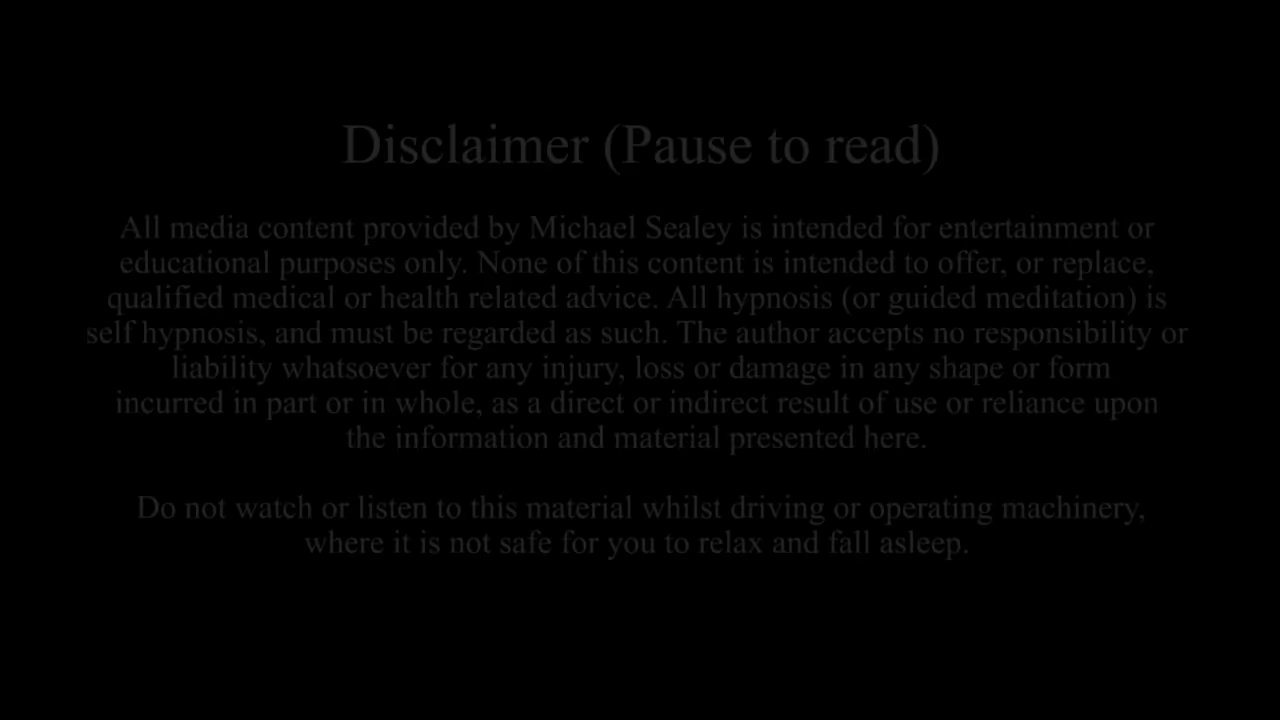 Disclaimer (Pause to read)
All media content provided by Michael Sealey is intended for entertainment or
educational purposes only. None of this content is intended to offer, or replace,
qualified medical or health related advice. All hypnosis (or guided meditation) is
self hypnosis, and must be regarded as such. The author accepts no responsibility or
liability whatsoever for any injury, loss or damage in any shape or form
incurred in part or in whole, as a direct or indirect result of use or reliance upon
the information and material presented here.
Do not watch or listen to this material whilst driving or operating machinery,
where it is not safe for you to relax and fall asleep.